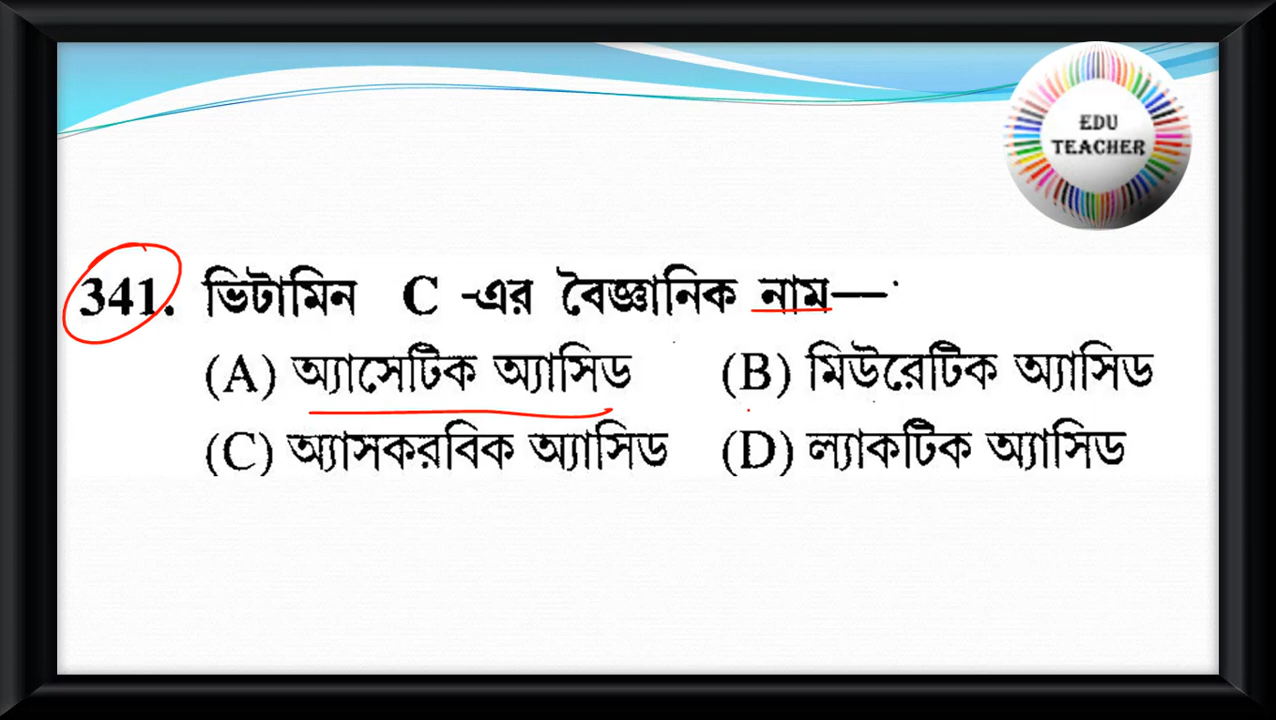 EDU
TEACHER
341. ভিটামিন C -এর বৈজ্ঞানিক নাম—
(A) অ্যাসেটিক অ্যাসিড (B) মিউরেটিক অ্যাসিড
(C) অ্যাসকরবিক অ্যাসিড (D) ল্যাকটিক অ্যাসিড